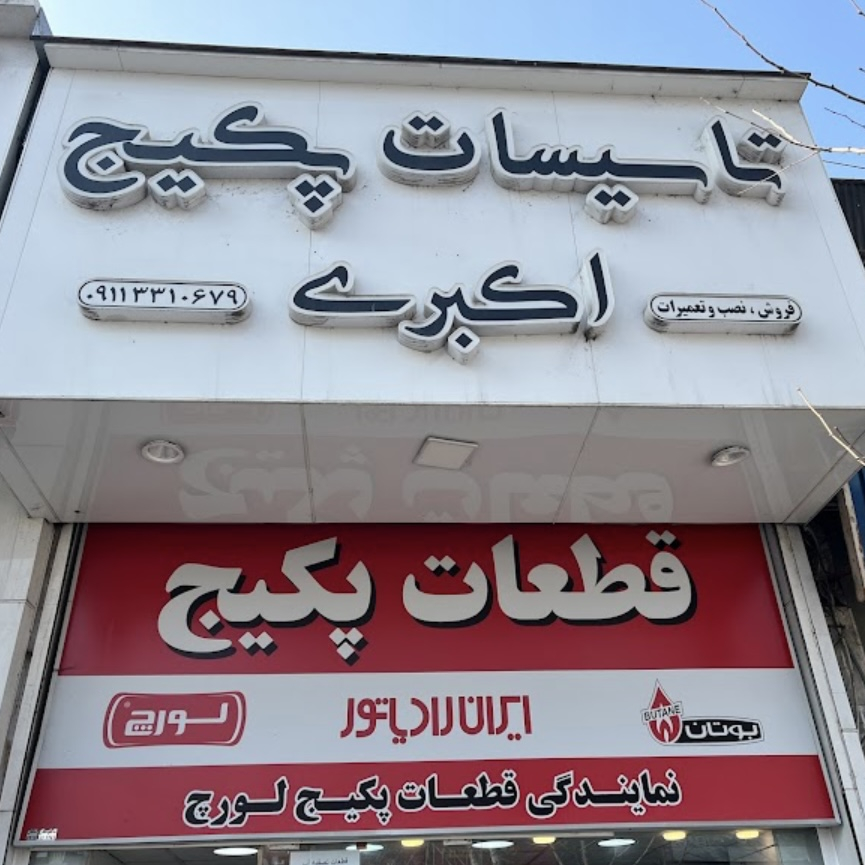 تاسیسات پکیج
اکبری
فروش ، نصب و تعمیرات
۰۹۱۱۳۳۱۰۶۷۹
قطعات پکیج
BUTANE
بوتان
ایران رادیاتور
لورچ
نمایندگی قطعات پکیج لورچ